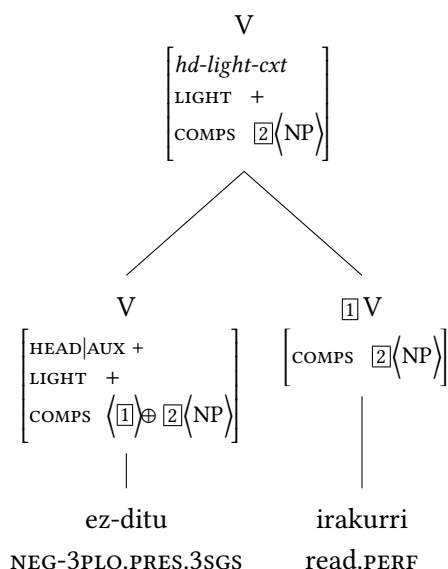 V
hd-light-cxt
LIGHT +
COMPS 2⟨NP⟩
V
HEAD|AUX +
LIGHT +
COMPS ⟨1⟩⊕ 2⟨NP⟩
1V
COMPS 2⟨NP⟩
ez-ditu
NEG-3PLO.PRES.3SGS
irakurri
read.PERF